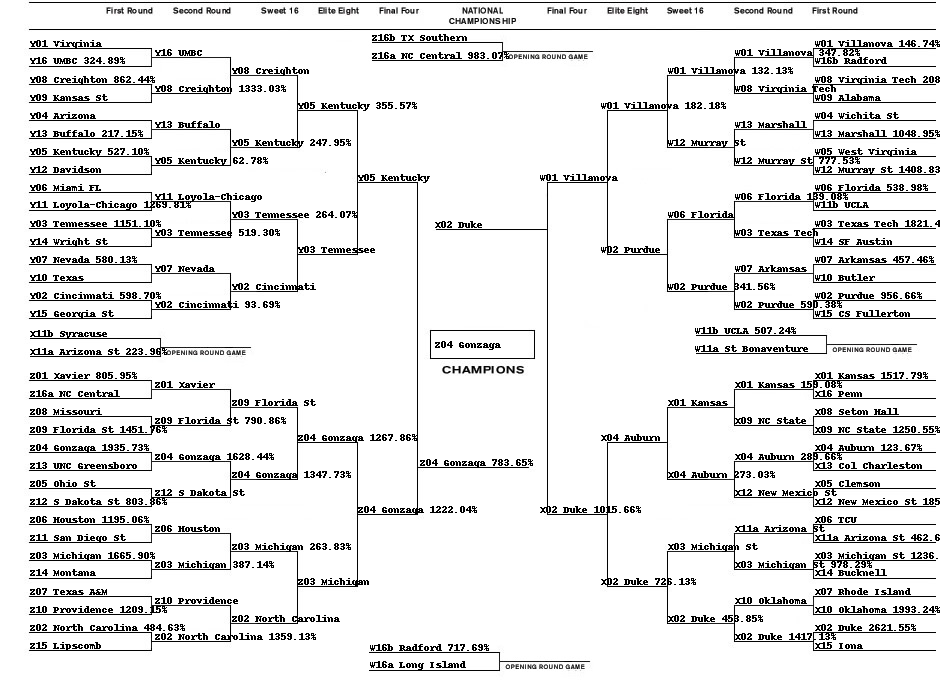 First Round Second Round Sweet 16 Elite Eight Final Four NATIONAL CHAMPIONSHIP Final Four Elite Eight Sweet 16 Second Round First Round
Z16b TX Southern
Z16a NC Central 983.07%
OPENING ROUND GAME
Y01 Virginia
Y16 UMBC 324.89%
Y08 Creighton 862.44%
Y09 Kansas St
Y04 Arizona
Y13 Buffalo 217.15%
Y05 Kentucky 527.10%
Y12 Davidson
Y06 Miami FL
Y11 Loyola-Chicago 1269.81%
Y03 Tennessee 1151.10%
Y14 Wright St
Y07 Nevada 580.13%
Y10 Texas
Y02 Cincinnati 598.70%
Y15 Georgia St
Y16 UMBC
Y08 Creighton 1333.03%
Y13 Buffalo
Y05 Kentucky 62.78%
Y11 Loyola-Chicago
Y03 Tennessee 519.30%
Y07 Nevada
Y02 Cincinnati 93.69%
Y08 Creighton
Y05 Kentucky 247.95%
Y03 Tennessee 264.07%
Y02 Cincinnati
Y05 Kentucky 355.57%
Y03 Tennessee
Y05 Kentucky
X11b Syracuse
X11a Arizona St 223.96%
OPENING ROUND GAME
Z01 Xavier 805.95%
Z16a NC Central
Z08 Missouri
Z09 Florida St 1451.76%
Z04 Gonzaga 1935.73%
Z13 UNC Greensboro
Z05 Ohio St
Z12 S Dakota St 803.86%
Z06 Houston 1195.06%
Z11 San Diego St
Z03 Michigan 1665.90%
Z14 Montana
Z07 Texas A&M
Z10 Providence 1209.15%
Z02 North Carolina 484.63%
Z15 Lipscomb
Z01 Xavier
Z09 Florida St 790.86%
Z04 Gonzaga 1628.44%
Z12 S Dakota St
Z06 Houston
Z03 Michigan 387.14%
Z10 Providence
Z02 North Carolina 1359.13%
Z09 Florida St
Z04 Gonzaga 1347.73%
Z03 Michigan 263.83%
Z02 North Carolina
Z04 Gonzaga 1267.86%
Z03 Michigan
Z04 Gonzaga 1222.04%
Z04 Gonzaga 783.65%
X02 Duke
Z04 Gonzaga
CHAMPIONS
W16b Radford 717.69%
W16a Long Island
OPENING ROUND GAME
W01 Villanova
X02 Duke 1015.66%
W01 Villanova 182.18%
W02 Purdue
W01 Villanova 132.13%
W12 Murray St
W06 Florida
W02 Purdue 341.56%
W01 Villanova 347.82%
W08 Virginia Tech
W13 Marshall
W12 Murray St 777.53%
W06 Florida 139.08%
W03 Texas Tech
W07 Arkansas
W02 Purdue 590.38%
W01 Villanova 146.74%
W16b Radford
W08 Virginia Tech 208
W09 Alabama
W04 Wichita St
W13 Marshall 1048.95%
W05 West Virginia
W12 Murray St 1408.83
W06 Florida 538.98%
W11b UCLA
W03 Texas Tech 1821.4
W14 SF Austin
W07 Arkansas 457.46%
W10 Butler
W02 Purdue 956.66%
W15 CS Fullerton
W11b UCLA 507.24%
W11a St Bonaventure
OPENING ROUND GAME
X04 Auburn
X02 Duke 726.13%
X01 Kansas
X04 Auburn 273.03%
X03 Michigan St
X02 Duke 453.85%
X01 Kansas 159.08%
X09 NC State
X04 Auburn 289.66%
X12 New Mexico St
X11a Arizona St
X03 Michigan St 978.29%
X10 Oklahoma
X02 Duke 1417.13%
X01 Kansas 1517.79%
X16 Penn
X08 Seton Hall
X09 NC State 1250.55%
X04 Auburn 123.67%
X13 Col Charleston
X05 Clemson
X12 New Mexico St 185
X06 TCU
X11a Arizona St 462.6
X03 Michigan St 1236.
X14 Bucknell
X07 Rhode Island
X10 Oklahoma 1993.24%
X02 Duke 2621.55%
X15 Iona